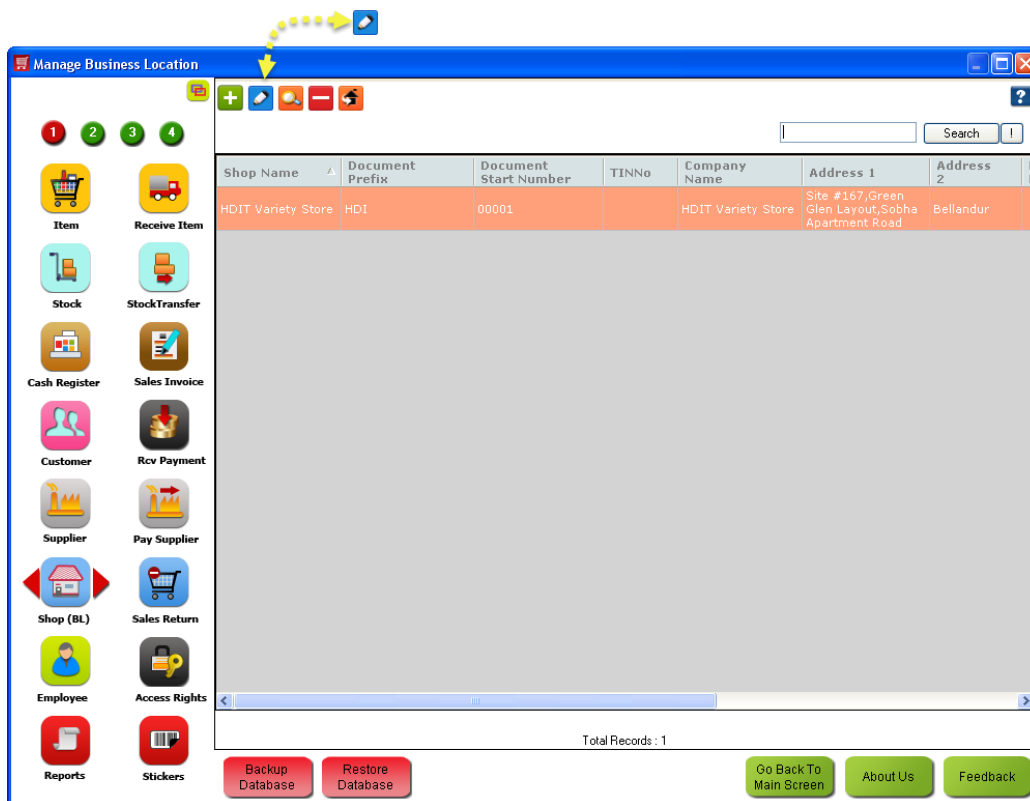 Manage Business Location
?
1 2 3 4
Search !
Shop Name
Document
Prefix
Document
Start Number
TINNo
Company
Name
Address 1
Address
2
HDIT Variety Store
HDI
00001
HDIT Variety Store
Site #167,Green
Glen Layout,Sobha
Apartment Road
Bellandur
Item
Receive Item
Stock
StockTransfer
Cash Register
Sales Invoice
Customer
Rcv Payment
Supplier
Pay Supplier
Shop (BL)
Sales Return
Employee
Access Rights
Reports
Stickers
Total Records : 1
Backup
Database
Restore
Database
Go Back To
Main Screen
About Us
Feedback